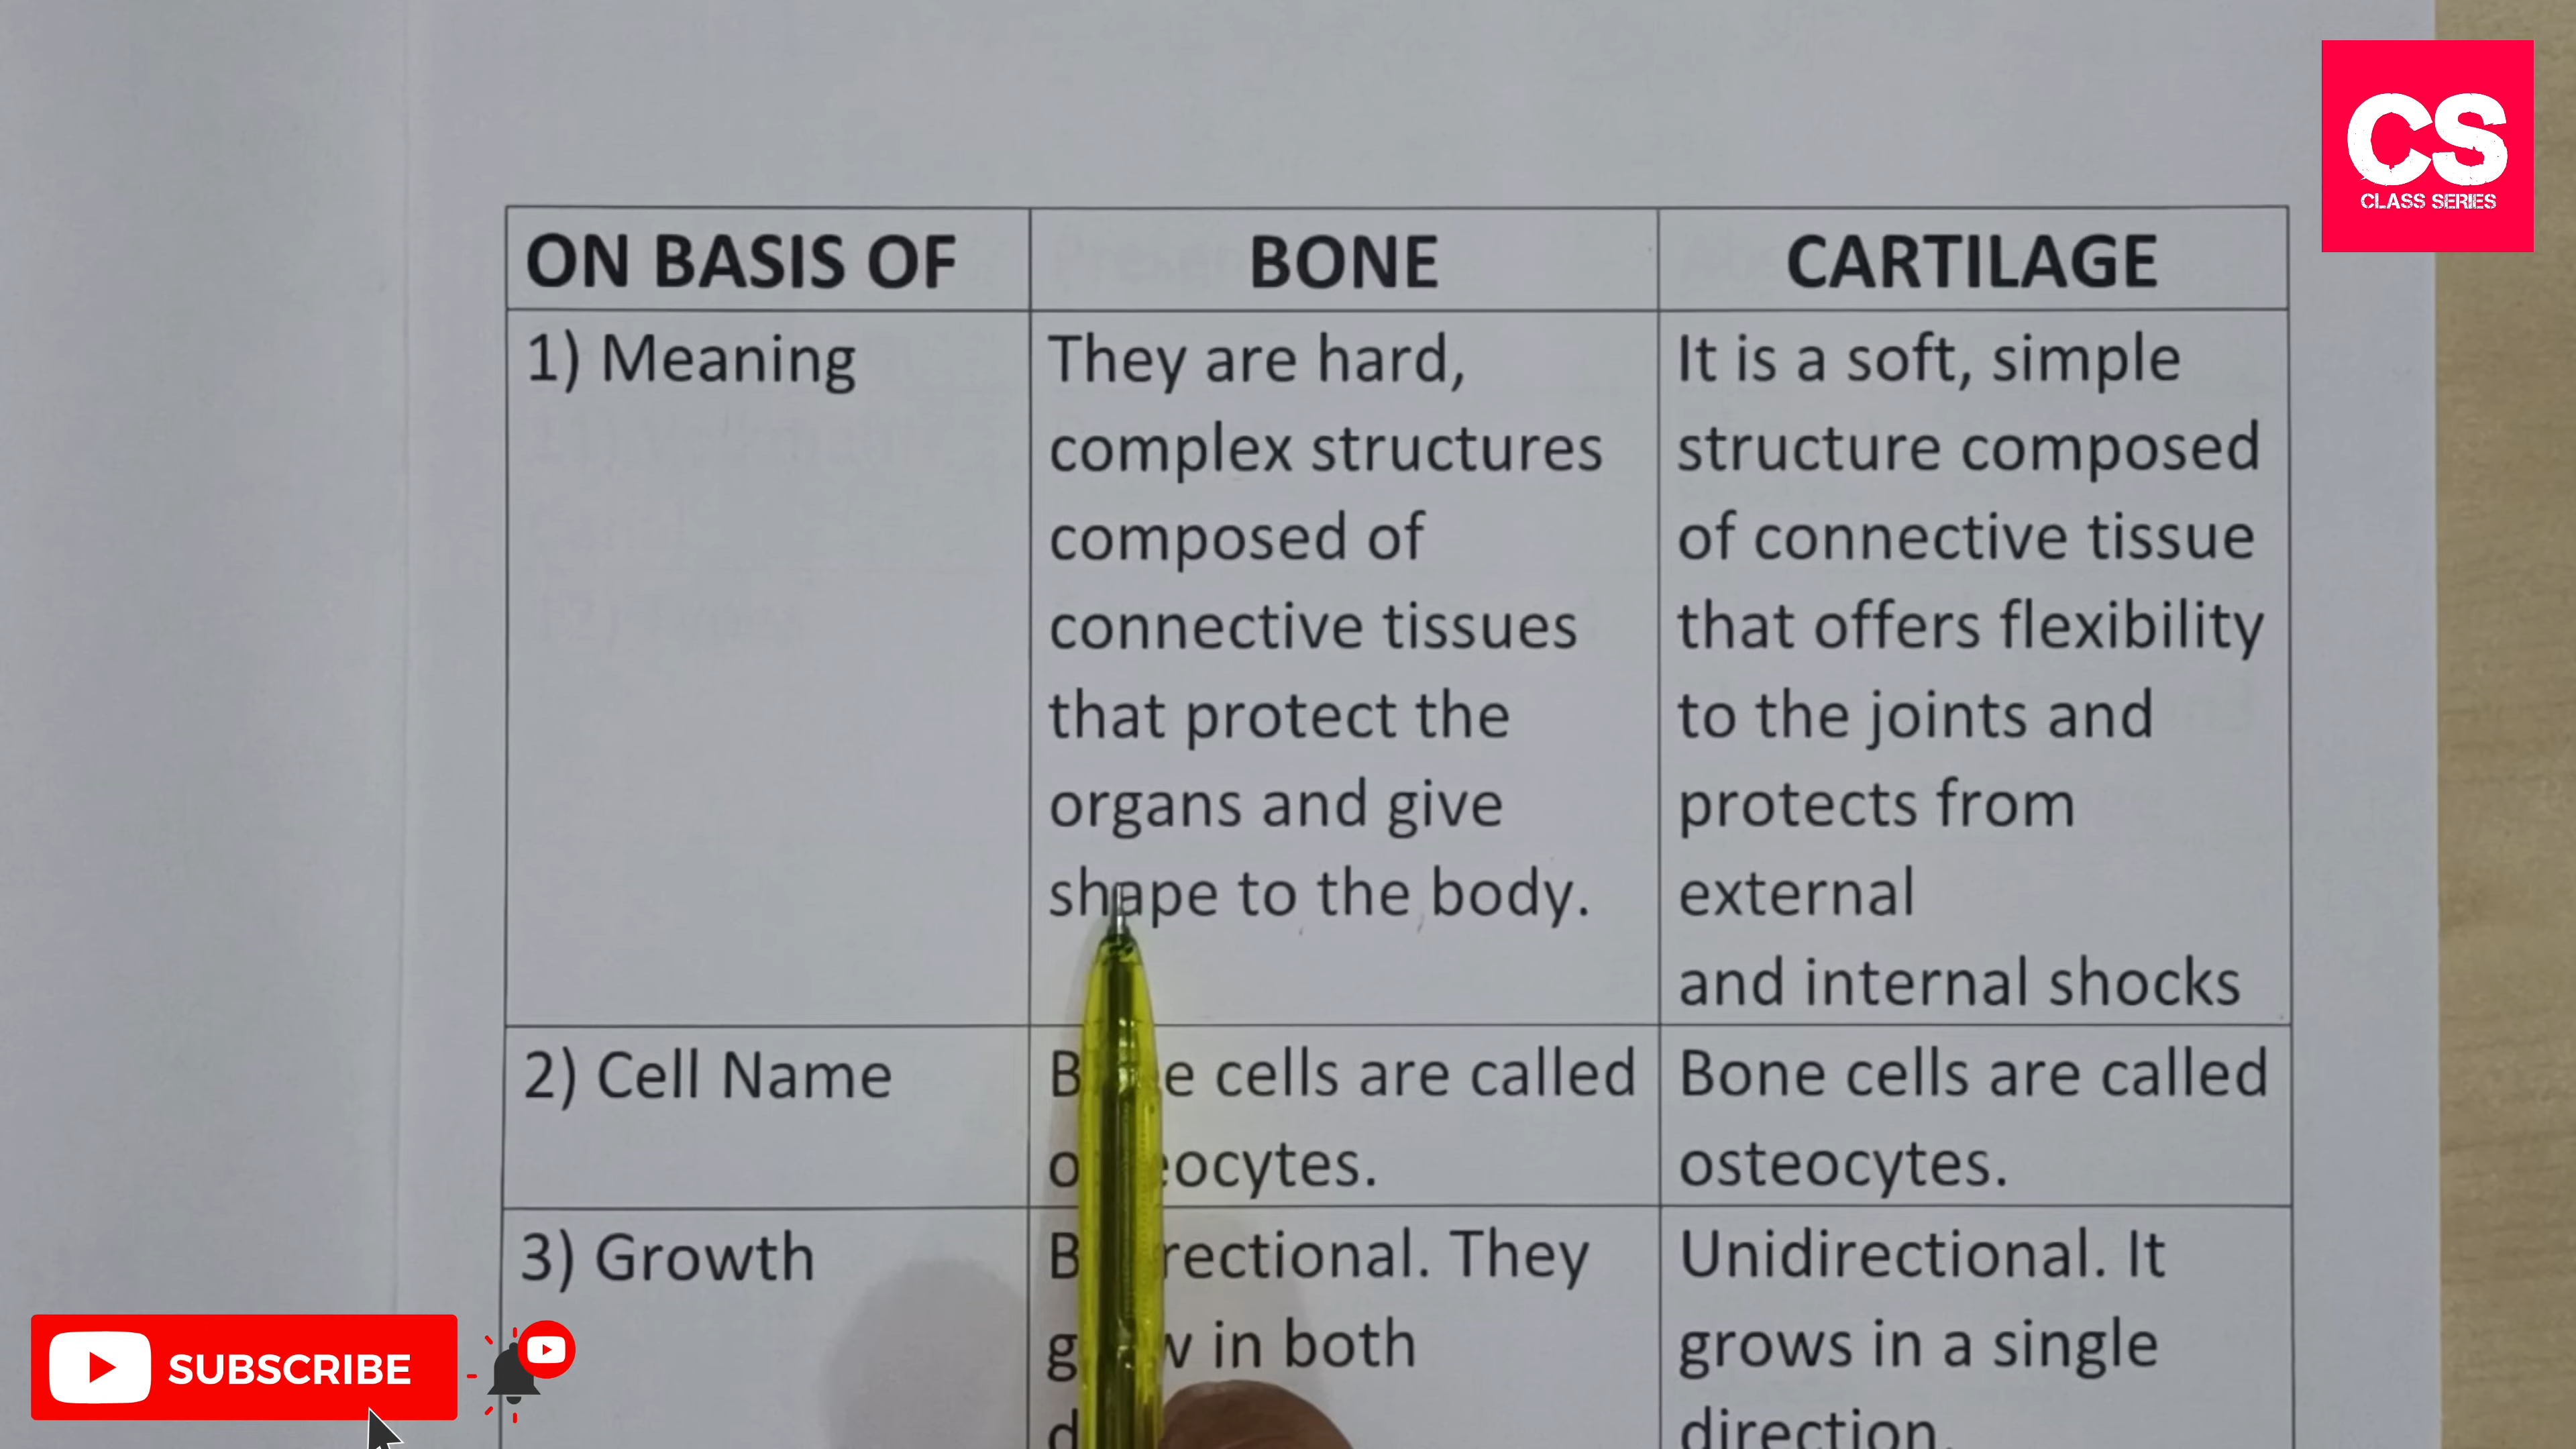 CS
CLASS SERIES
ON BASIS OF
BONE
CARTILAGE
1) Meaning
They are hard,
complex structures
composed of
connective tissues
that protect the
organs and give
shape to the body.
It is a soft, simple
structure composed
of connective tissue
that offers flexibility
to the joints and
protects from
external
and internal shocks
2) Cell Name
cells are called
Bone cells are called
osteocytes.
3) Growth
They
in both
Unidirectional. It
grows in a single
direction.
SUBSCRIBE